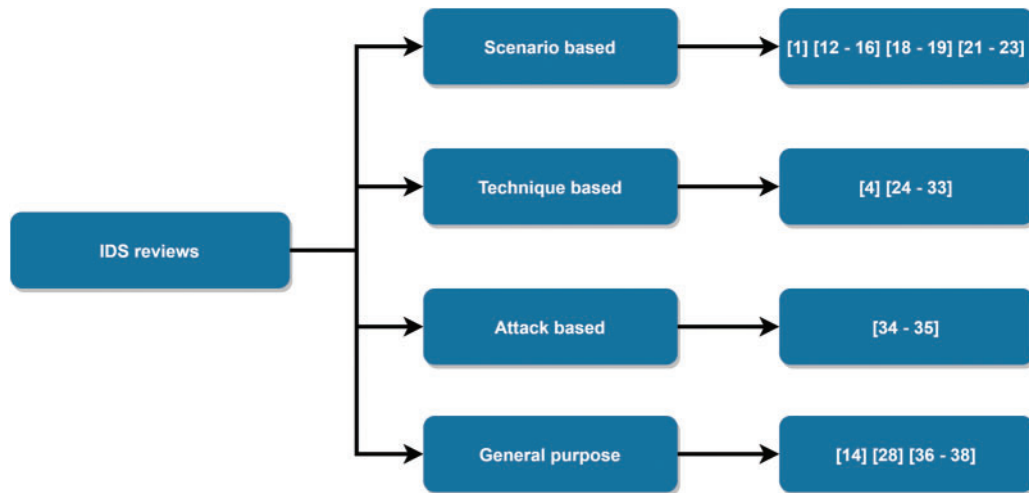 IDS reviews
Scenario based
[1] [12 - 16] [18 - 19] [21 - 23]
Technique based
[4] [24 - 33]
Attack based
[34 - 35]
General purpose
[14] [28] [36 - 38]